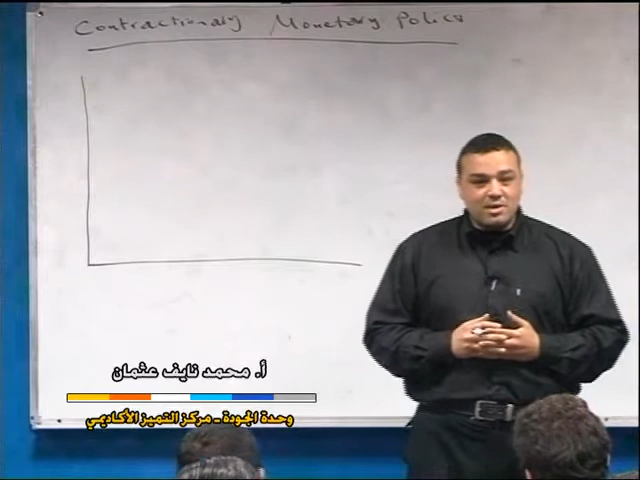 Contractionary Monetary Policy
أ. محمد نايف عثمان
وحدة الجودة - مركز التميز الأكاديمي